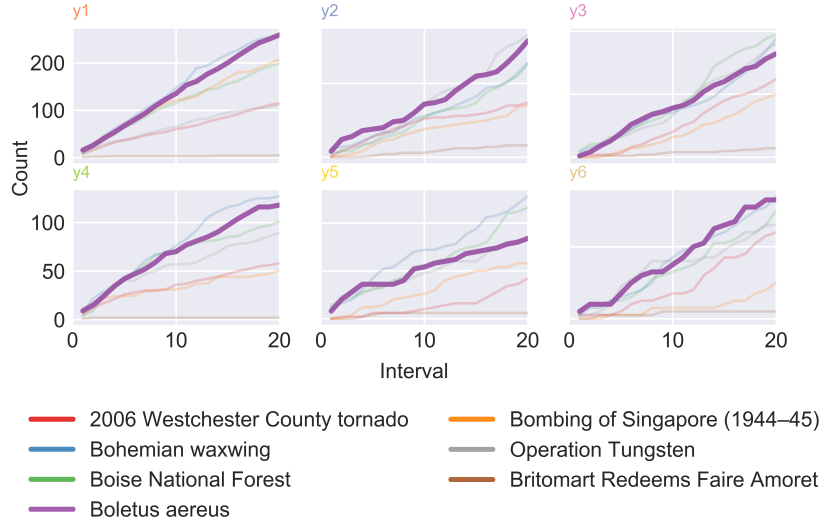 y1 y2 y3
200
100
0
Count
y4 y5 y6
100
50
0
0 10 20 0 10 20 0 10 20
Interval
2006 Westchester County tornado
Bohemian waxwing
Boise National Forest
Boletus aereus
Bombing of Singapore (1944–45)
Operation Tungsten
Britomart Redeems Faire Amoret